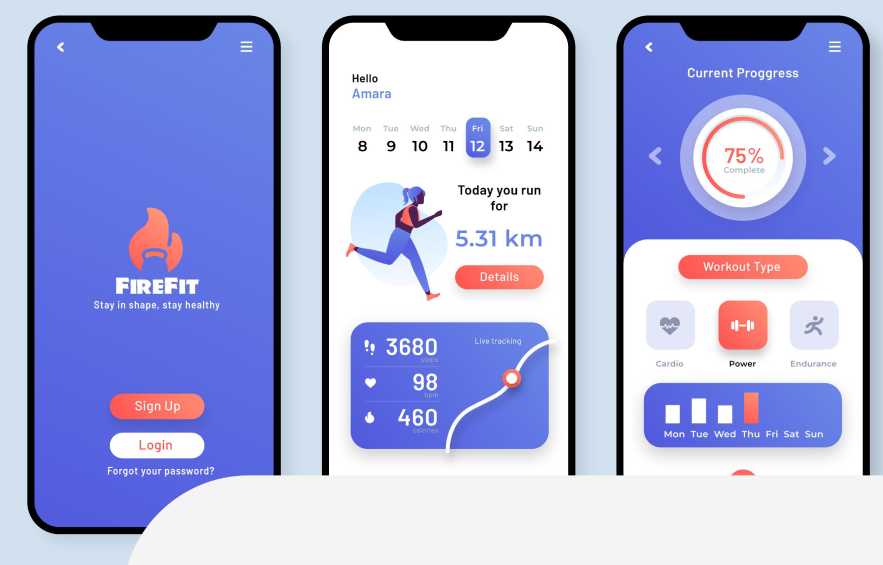 FIREFIT
Stay in shape, stay healthy
Sign Up
Login
Forgot your password?
Hello
Amara
Mon Tue Wed Thu Fri Sat Sun
8 9 10 11 12 13 14
Today you run
for
5.31 km
Details
Live tracking
3680
steps
98
bpm
460
calories
Current Proggress
75%
Complete
Workout Type
Cardio Power Endurance
Mon Tue Wed Thu Fri Sat Sun